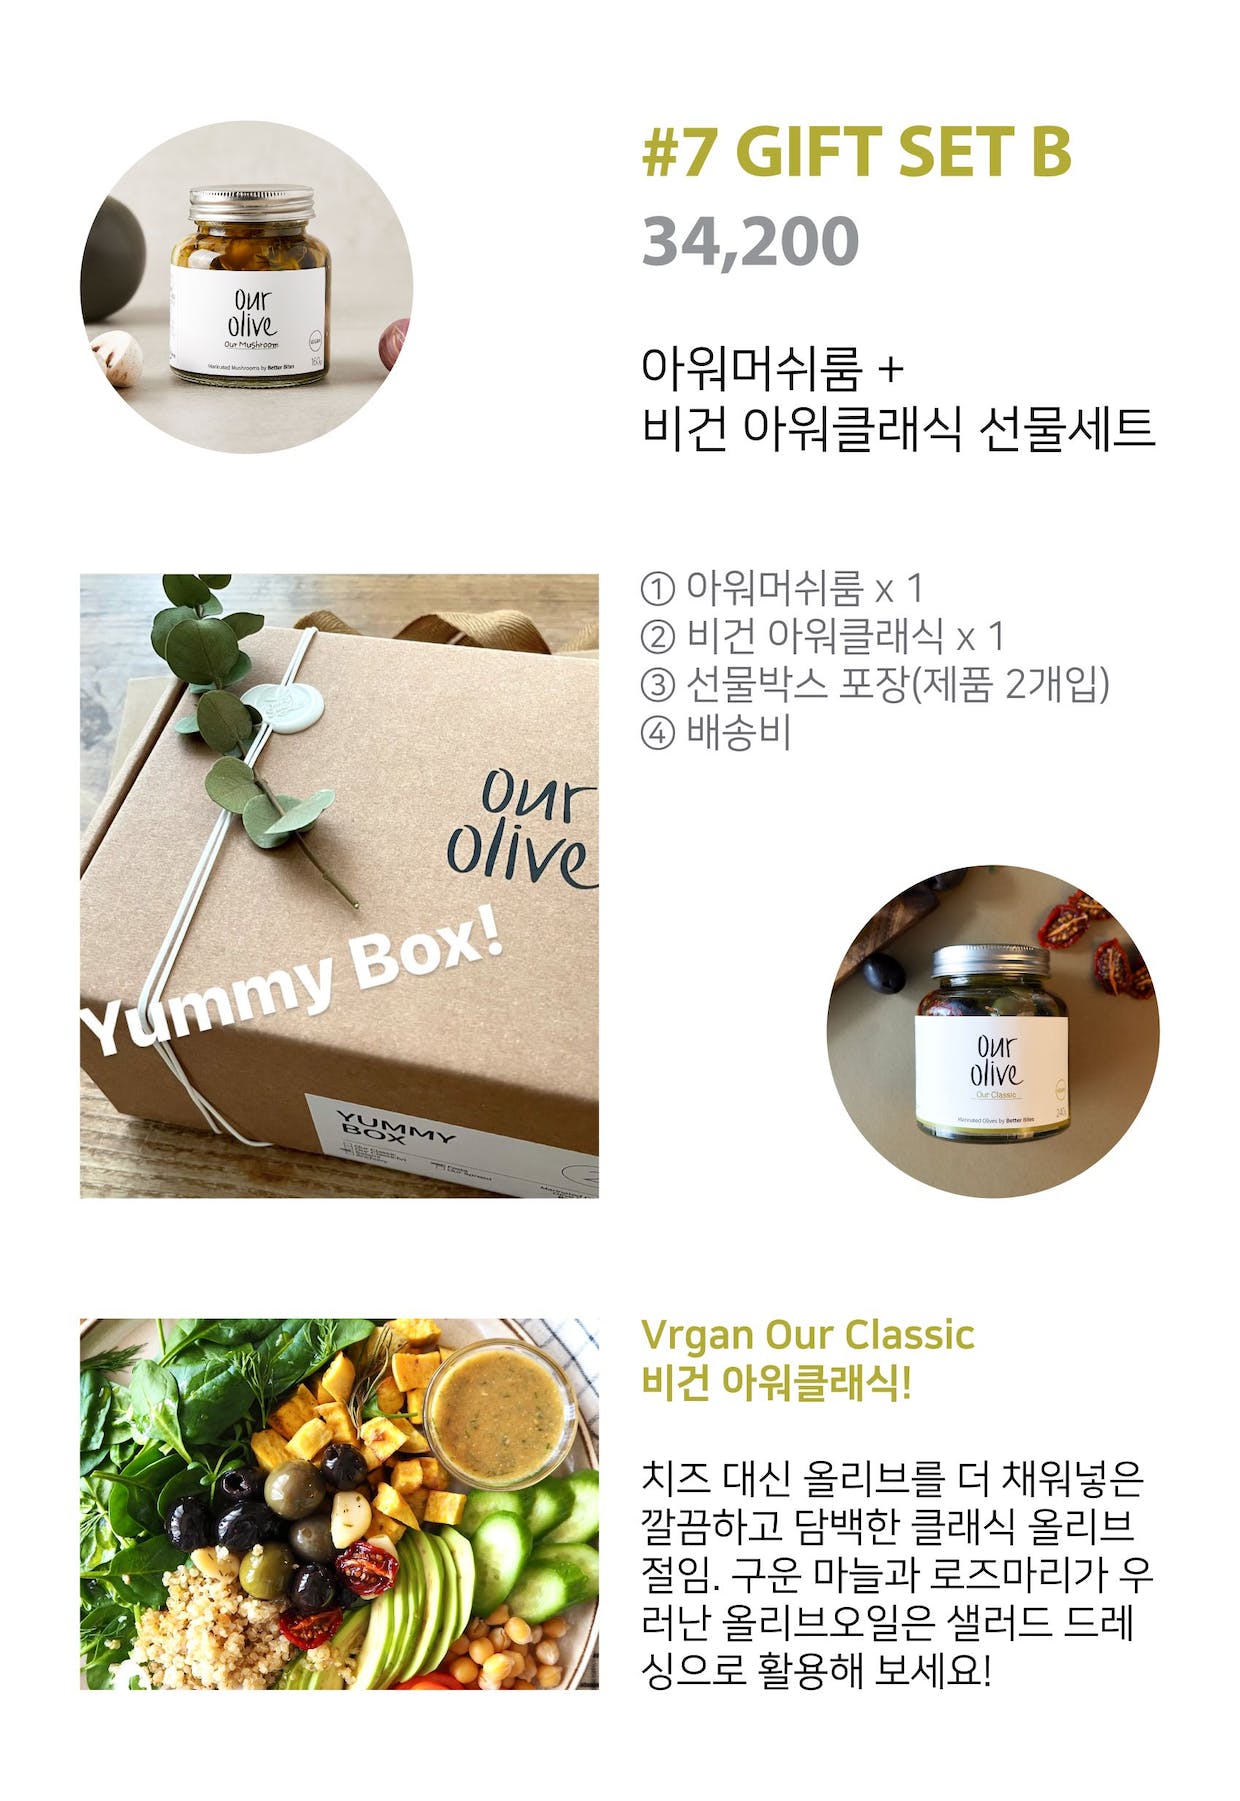 #7 GIFT SET B
34,200
아워머쉬룸 +
비건 아워클래식 선물세트
our
olive
Our Mushroom
VEGAN
160g
Marinated Mushrooms by Better Bites
① 아워머쉬룸 x 1
② 비건 아워클래식 x 1
③ 선물박스 포장(제품 2개입)
④ 배송비
our
olive
Yummy Box!
YUMMY
BOX
our
olive
Our Classic
240g
Marinated Olives by Better Bites
Vrgan Our Classic
비건 아워클래식!
치즈 대신 올리브를 더 채워넣은
깔끔하고 담백한 클래식 올리브
절임. 구운 마늘과 로즈마리가 우
러난 올리브오일은 샐러드 드레
싱으로 활용해 보세요!